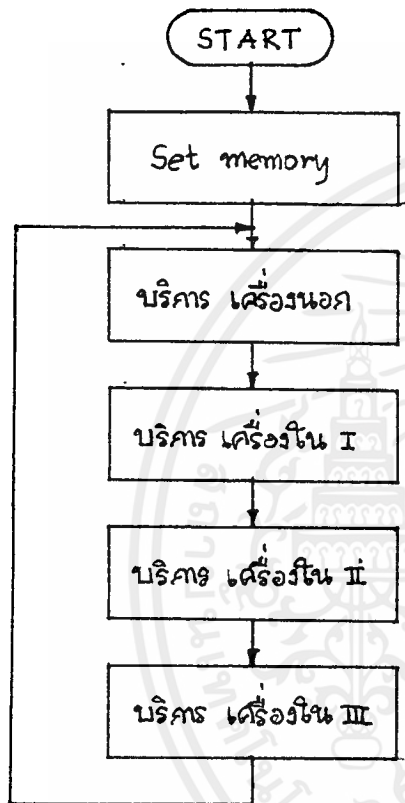 START
Set memory
บริการ เครื่องนอก
บริการ เครื่องใน I
บริการ เครื่องใน II
บริการ เครื่องใน III